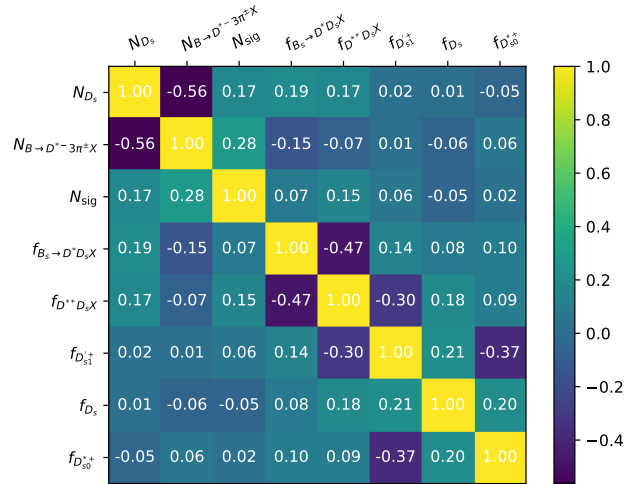 N_{D_s} N_{B→D^{*-}3π^±X} N_{sig} f_{B_s→D^*D_sX} f_{D^{**}D_sX} f_{D_{s1}^{'+}} f_{D_s} f_{D_{s0}^{*+}}
N_{D_s} 1.00 -0.56 0.17 0.19 0.17 0.02 0.01 -0.05
N_{B→D^{*-}3π^±X} -0.56 1.00 0.28 -0.15 -0.07 0.01 -0.06 0.06
N_{sig} 0.17 0.28 1.00 0.07 0.15 0.06 -0.05 0.02
f_{B_s→D^*D_sX} 0.19 -0.15 0.07 1.00 -0.47 0.14 0.08 0.10
f_{D^{**}D_sX} 0.17 -0.07 0.15 -0.47 1.00 -0.30 0.18 0.09
f_{D_{s1}^{'+}} 0.02 0.01 0.06 0.14 -0.30 1.00 0.21 -0.37
f_{D_s} 0.01 -0.06 -0.05 0.08 0.18 0.21 1.00 0.20
f_{D_{s0}^{*+}} -0.05 0.06 0.02 0.10 0.09 -0.37 0.20 1.00
1.0
0.8
0.6
0.4
0.2
0.0
−0.2
−0.4